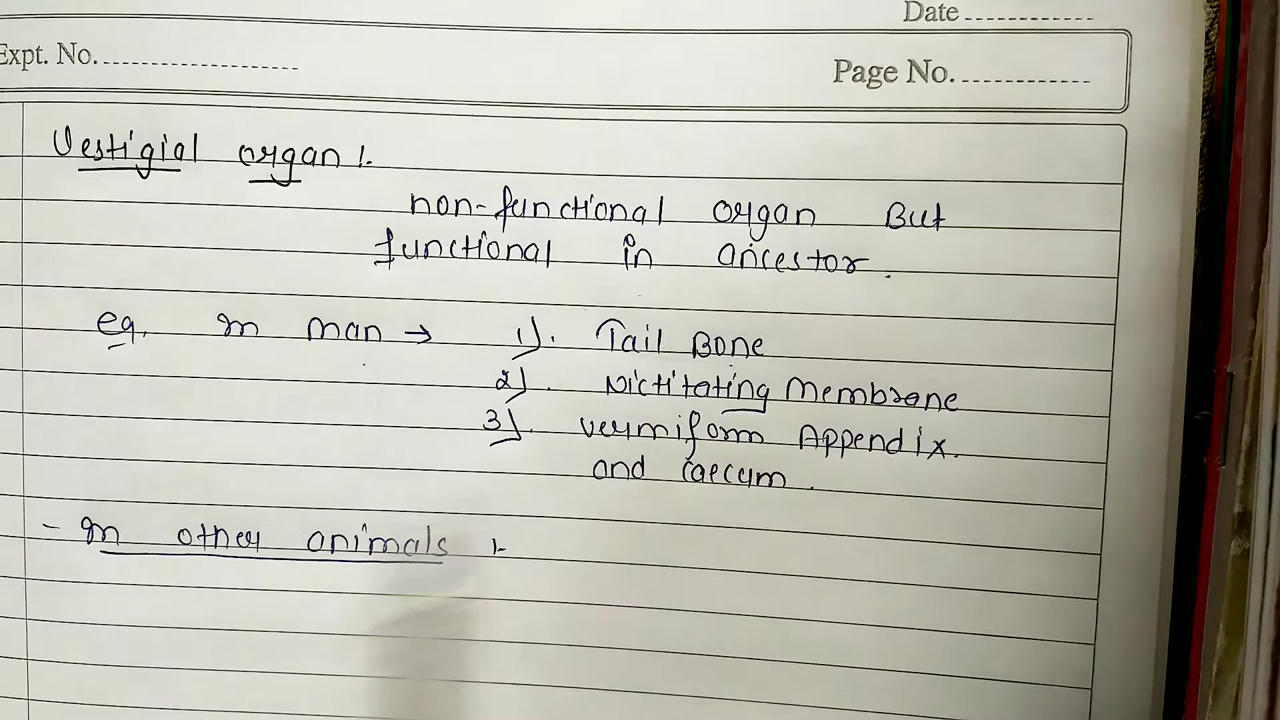 Date ------------
Expt. No. --------------------
Page No. ------------
Vestigial organ :-
non-functional organ But
functional in ancestor.
eg. In man → 1). Tail Bone
2). Nictitating Membrane
3). vermiform Appendix.
and caecum.
- In other animals :-